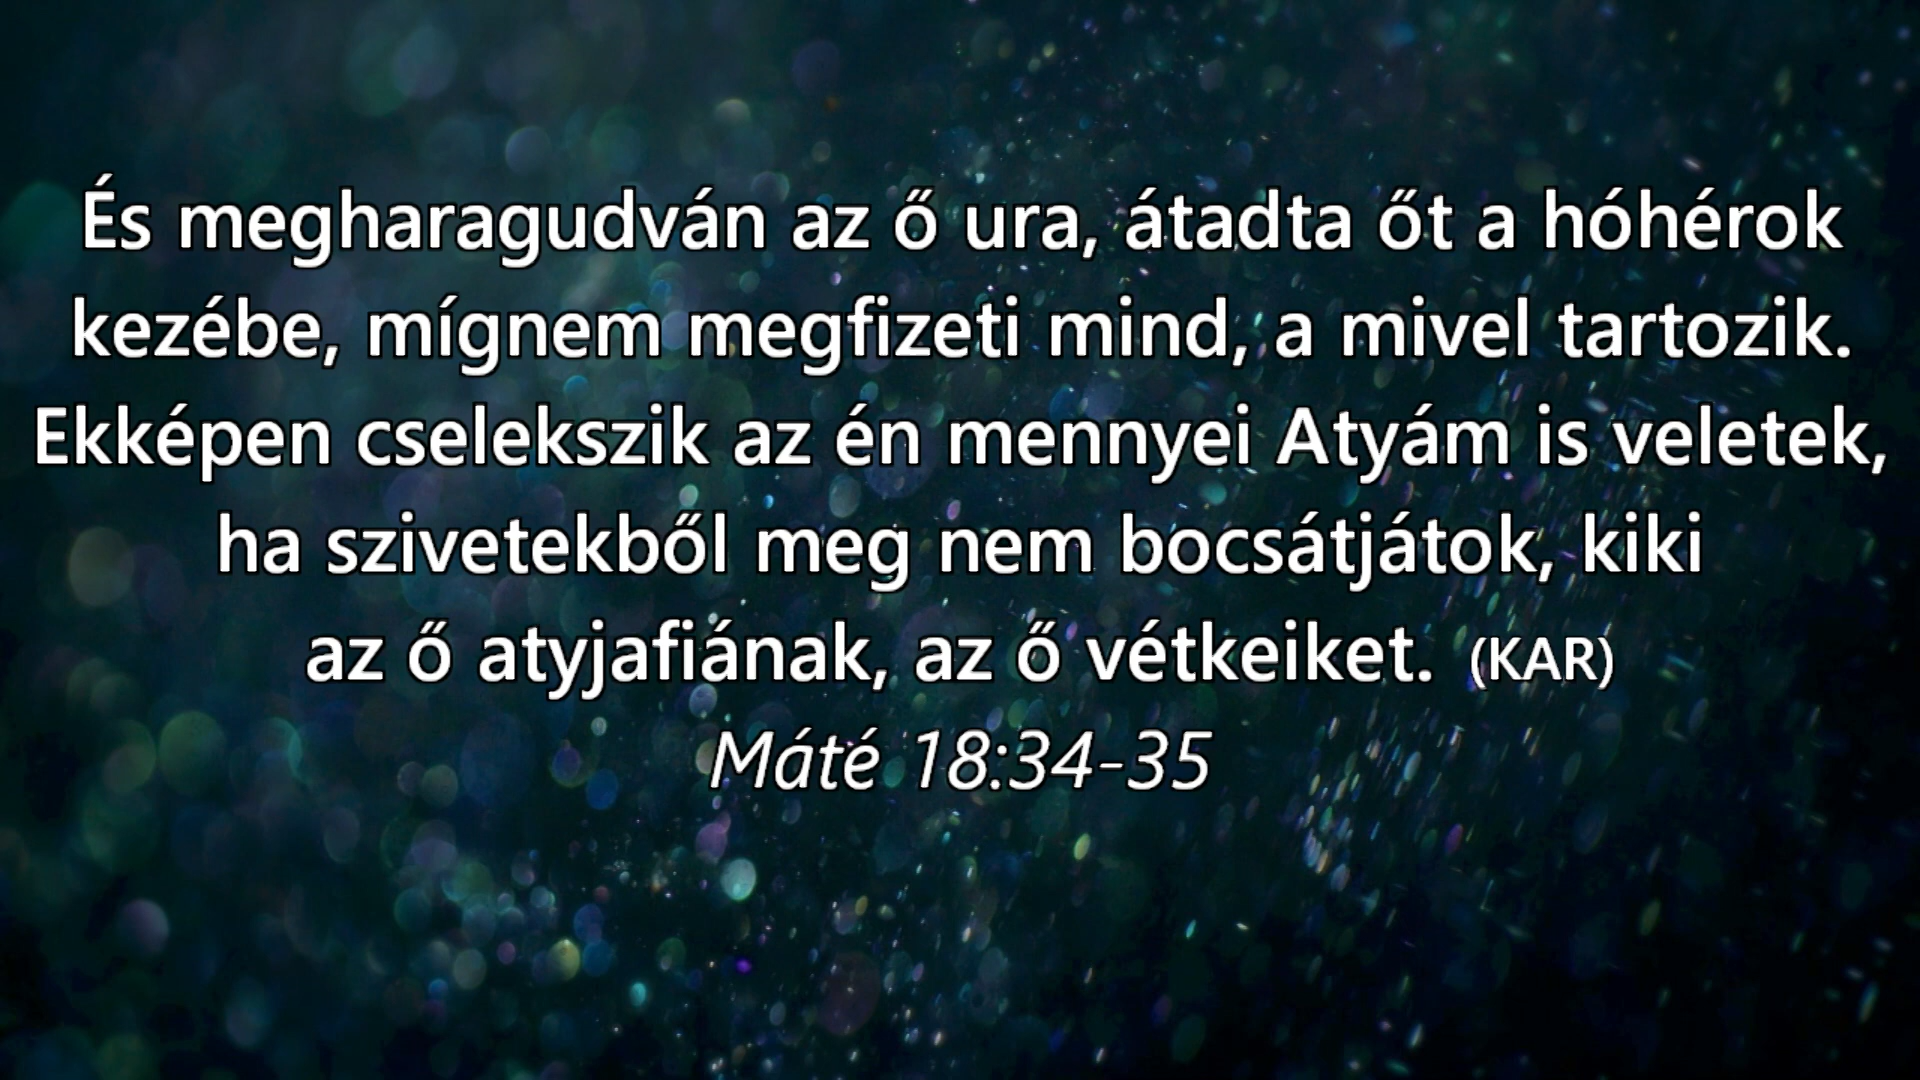 És megharagudván az ő ura, átadta őt a hóhérok
kezébe, mígnem megfizeti mind, a mivel tartozik.
Ekképen cselekszik az én mennyei Atyám is veletek,
ha szivetekből meg nem bocsátjátok, kiki
az ő atyjafiának, az ő vétkeiket. (KAR)
Máté 18:34-35